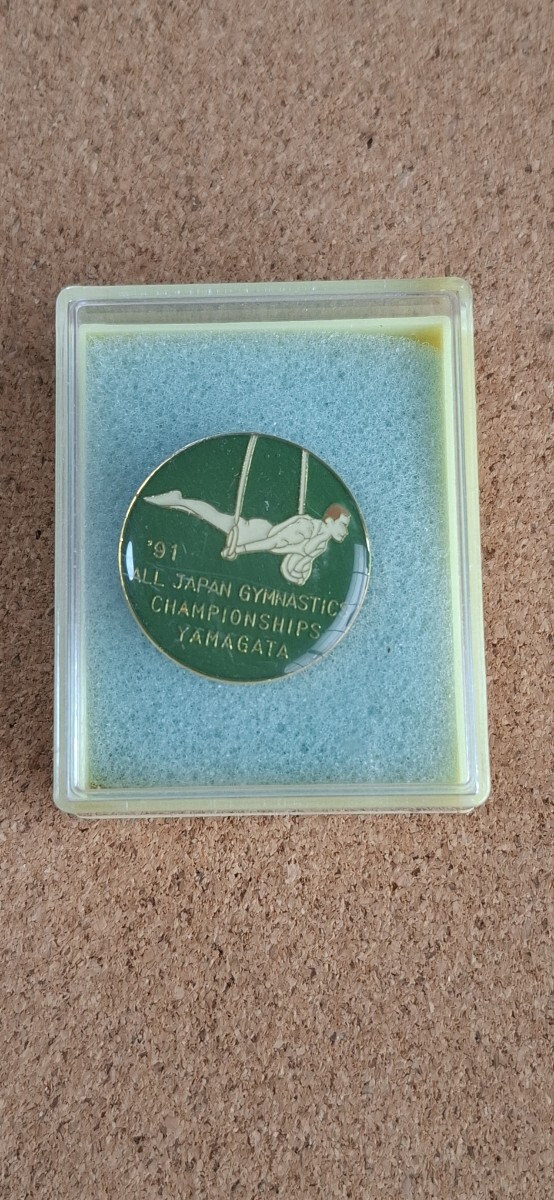 '91
ALL JAPAN GYMNASTICS
CHAMPIONSHIPS
YAMAGATA